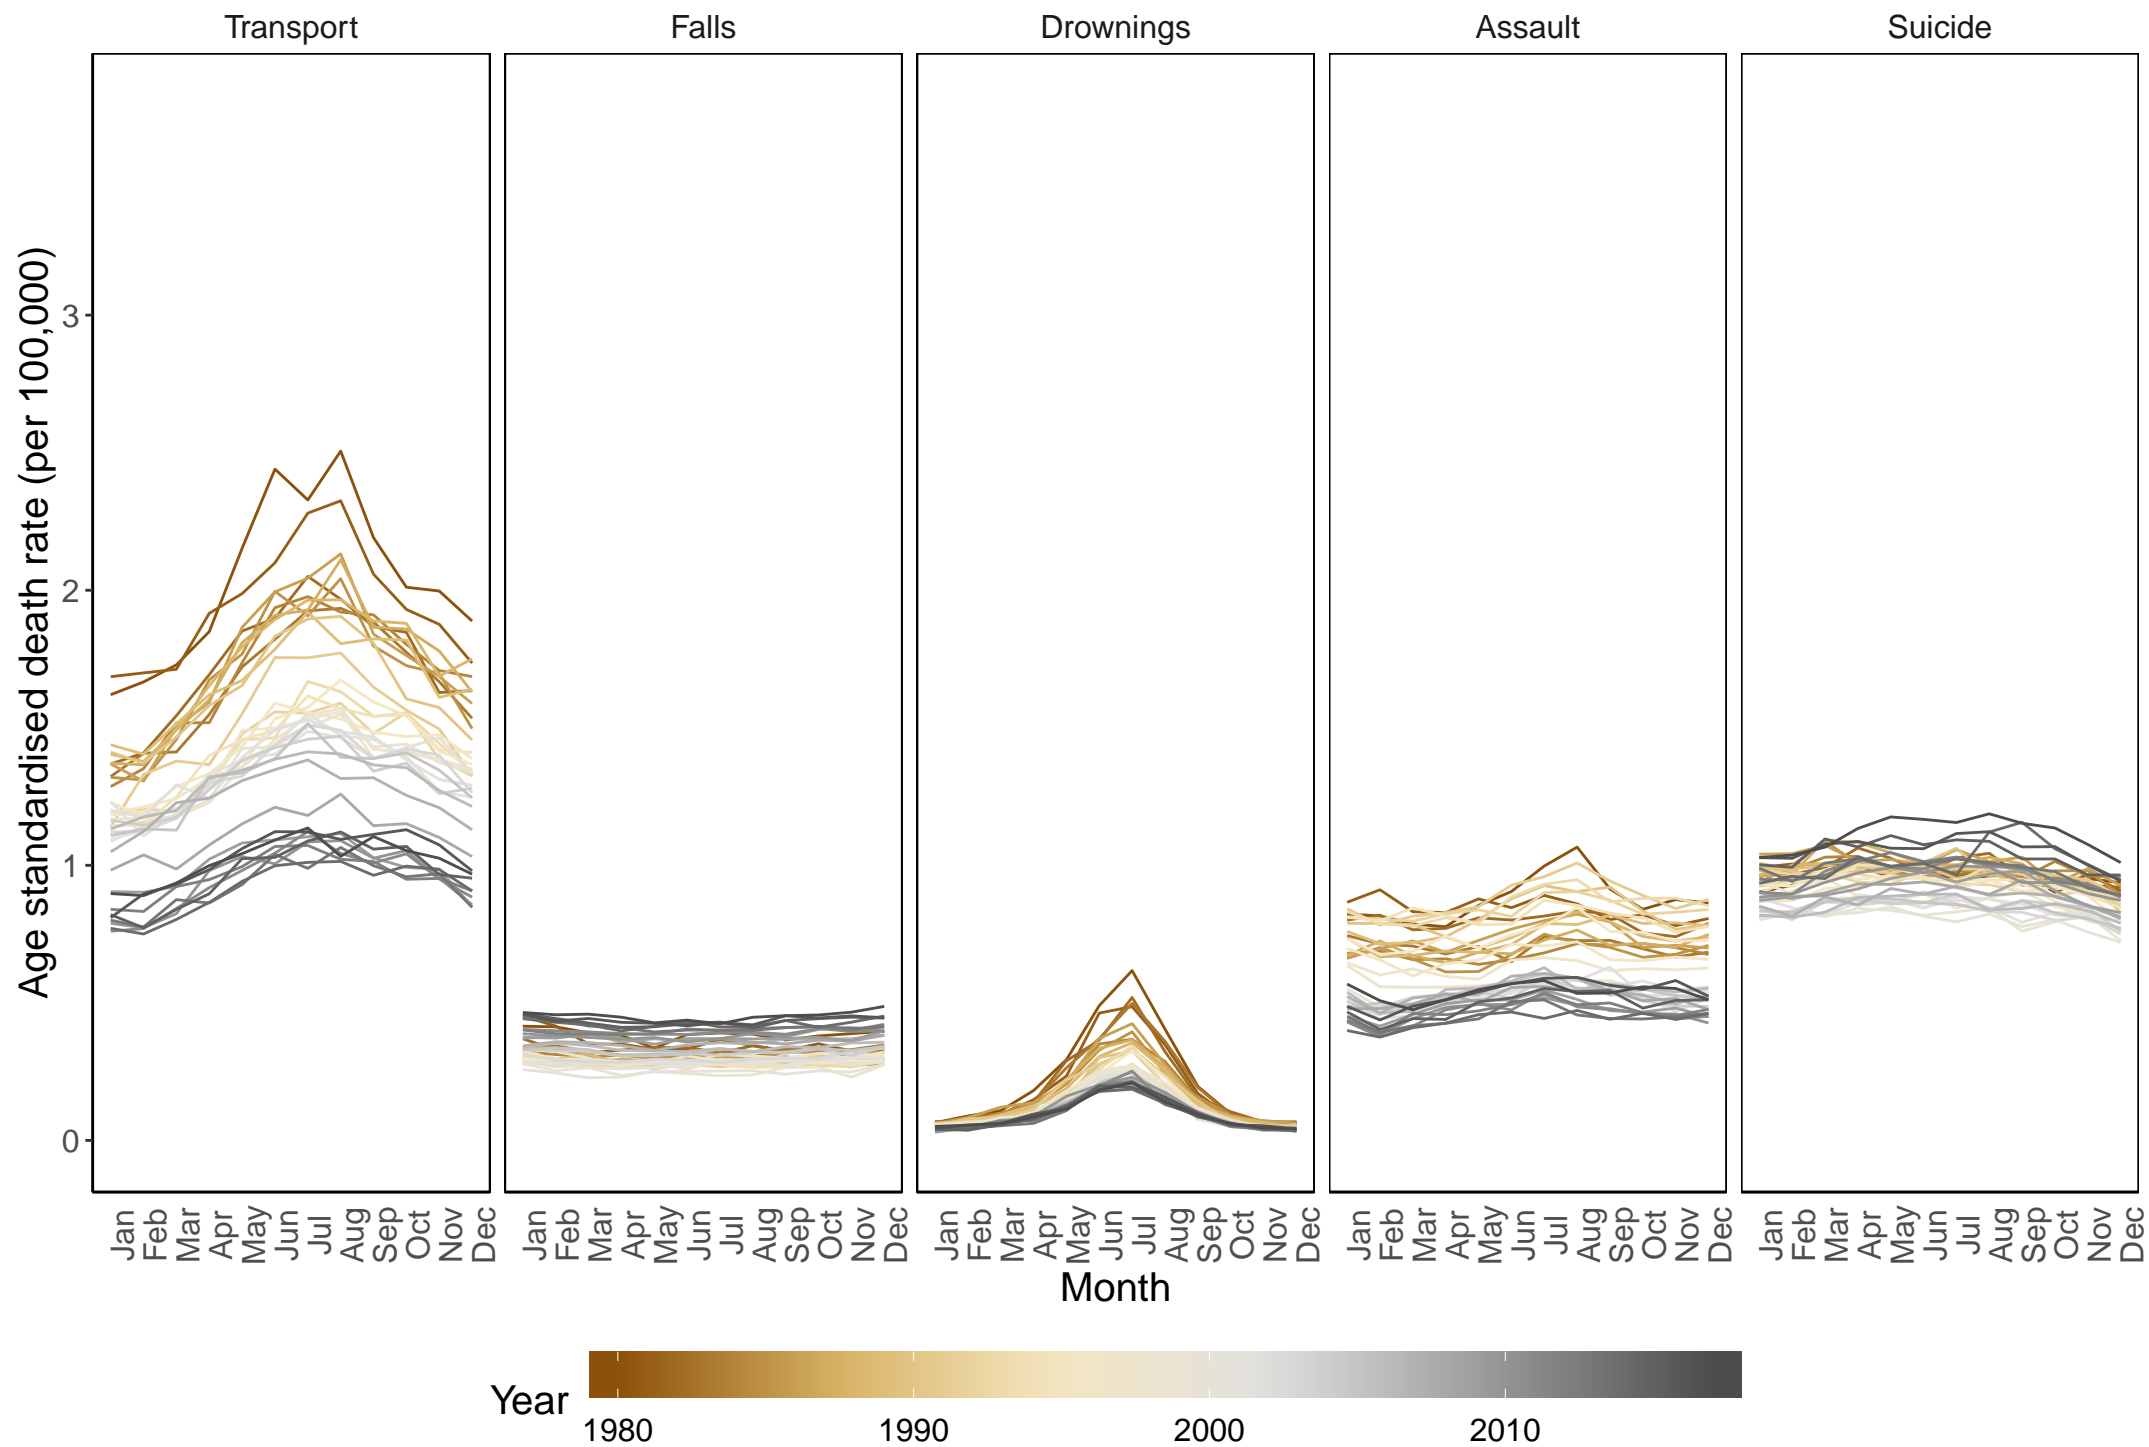 Transport Falls Drownings Assault Suicide
Age standardised death rate (per 100,000)
3
2
1
0
Jan Feb Mar Apr May Jun Jul Aug Sep Oct Nov Dec Jan Feb Mar Apr May Jun Jul Aug Sep Oct Nov Dec Jan Feb Mar Apr May Jun Jul Aug Sep Oct Nov Dec Jan Feb Mar Apr May Jun Jul Aug Sep Oct Nov Dec Jan Feb Mar Apr May Jun Jul Aug Sep Oct Nov Dec
Month
Year
1980 1990 2000 2010